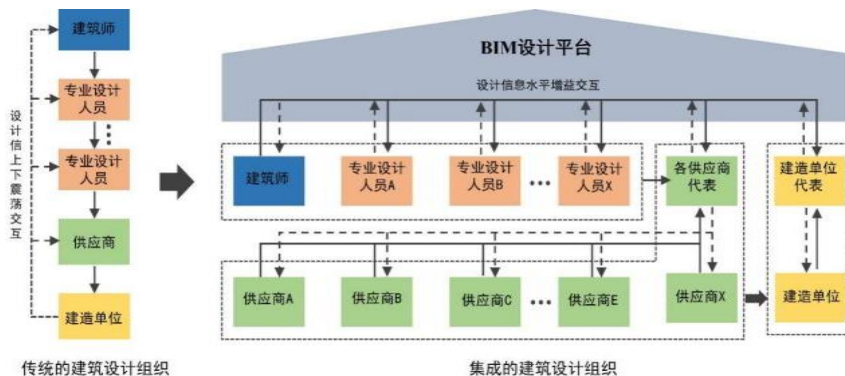 建筑师
专业设计
人员
专业设计
人员
供应商
建造单位
设计信上下震荡交互
传统的建筑设计组织
BIM设计平台
设计信息水平增益交互
建筑师
专业设计
人员A
专业设计
人员B
专业设计
人员X
各供应商
代表
建造单位
代表
供应商A
供应商B
供应商C
供应商E
供应商X
建造单位
集成的建筑设计组织